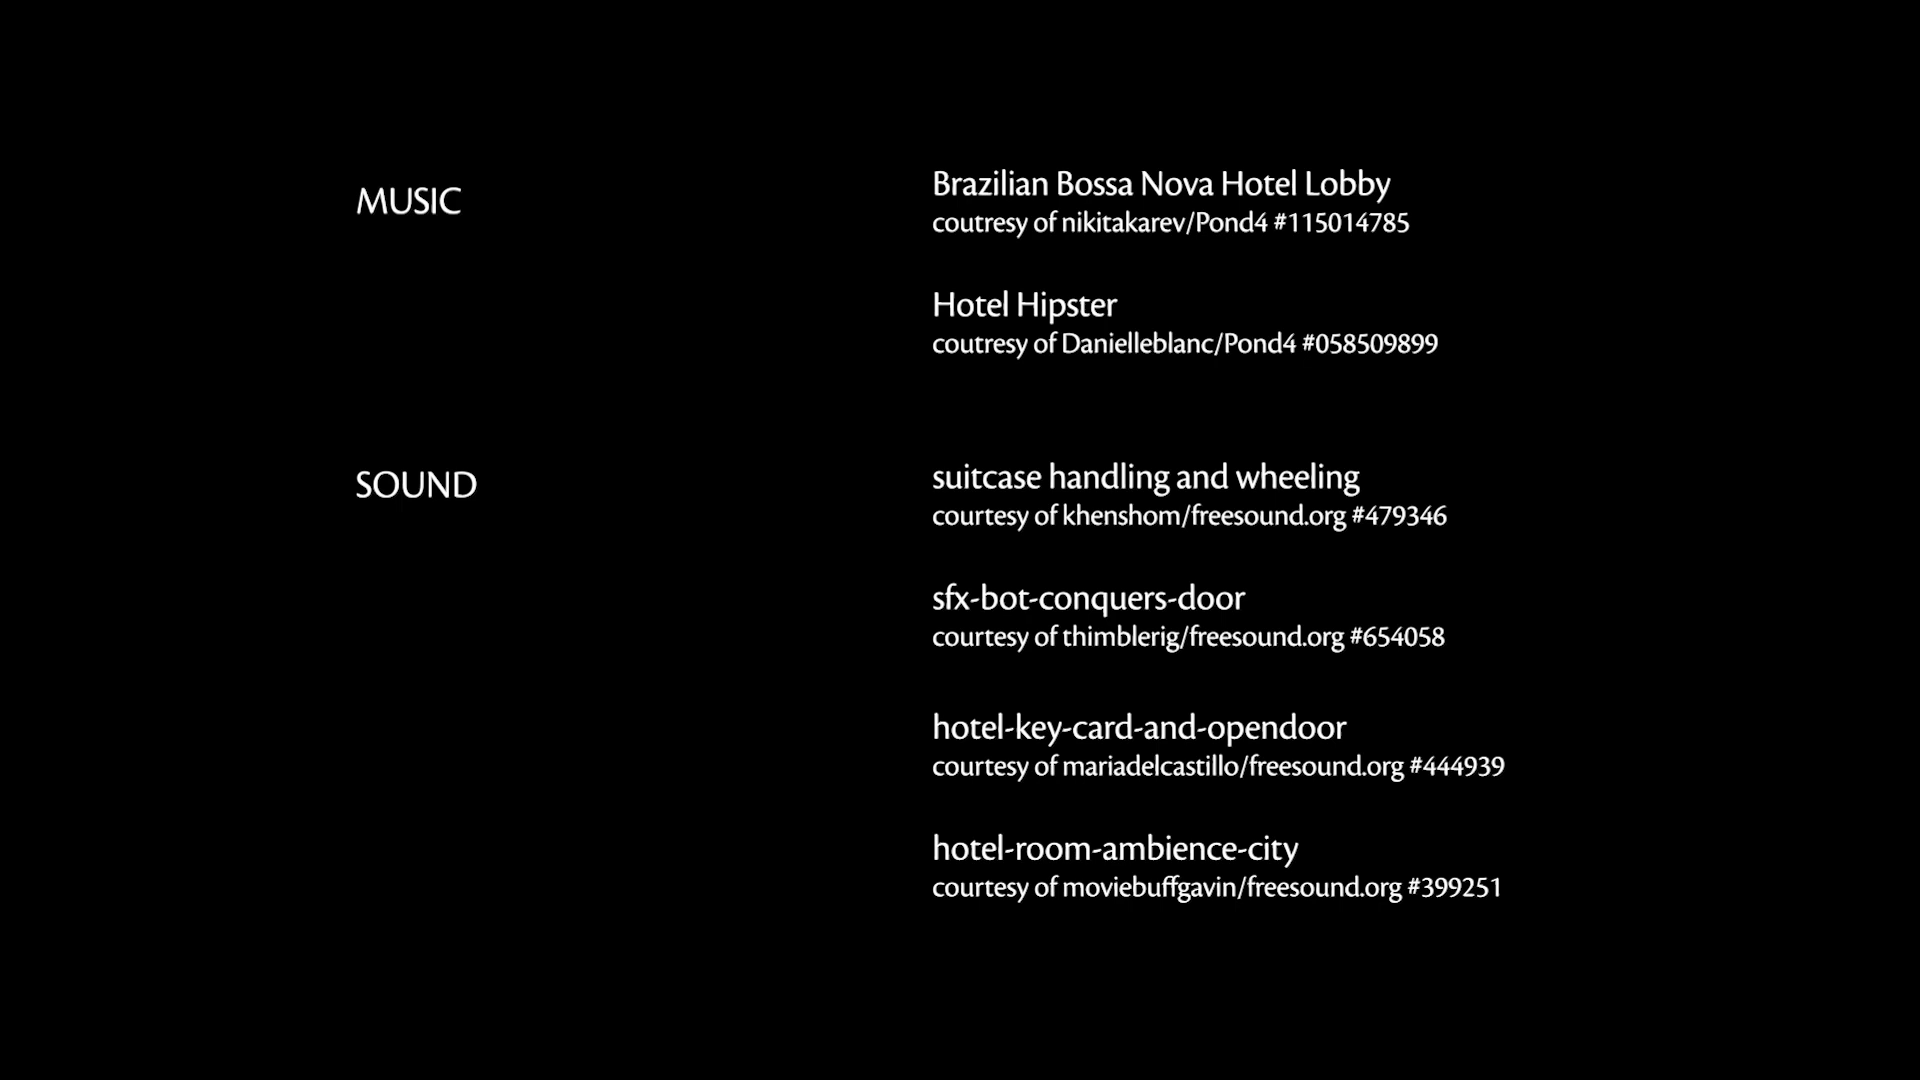 MUSIC
Brazilian Bossa Nova Hotel Lobby
coutresy of nikitakarev/Pond4 #115014785
Hotel Hipster
coutresy of Danielleblanc/Pond4 #058509899
SOUND
suitcase handling and wheeling
courtesy of khenshom/freesound.org #479346
sfx-bot-conquers-door
courtesy of thimblerig/freesound.org #654058
hotel-key-card-and-opendoor
courtesy of mariadelcastillo/freesound.org #444939
hotel-room-ambience-city
courtesy of moviebuffgavin/freesound.org #399251